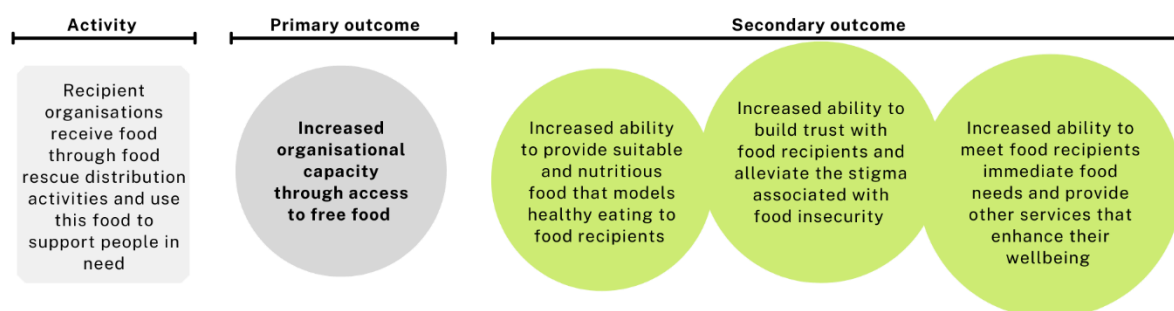 Activity
Primary outcome
Secondary outcome
Recipient
organisations
receive food
through food
rescue distribution
activities and use
this food to
support people in
need
Increased
organisational
capacity
through access
to free food
Increased ability
to provide suitable
and nutritious
food that models
healthy eating to
food recipients
Increased ability to
build trust with
food recipients and
alleviate the stigma
associated with
food insecurity
Increased ability to
meet food recipients
immediate food
needs and provide
other services that
enhance their
wellbeing